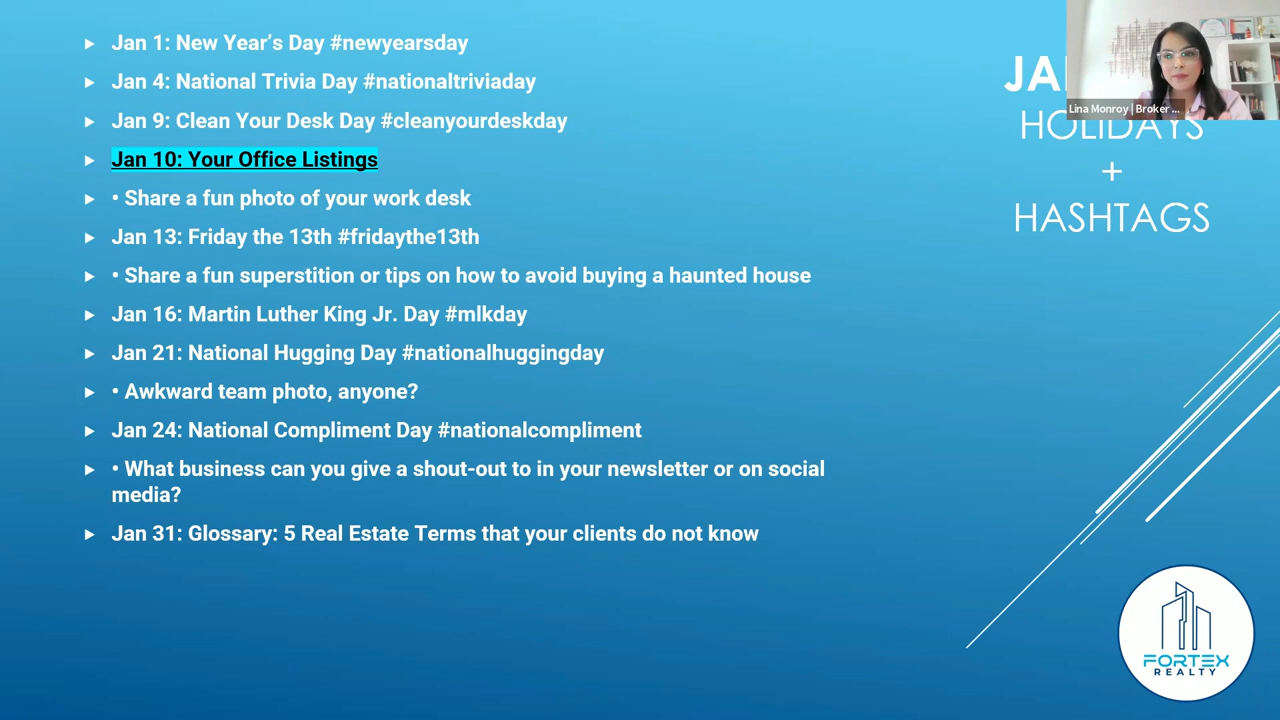 Jan 1: New Year’s Day #newyearsday
Jan 4: National Trivia Day #nationaltriviaday
Jan 9: Clean Your Desk Day #cleanyourdeskday
Jan 10: Your Office Listings
• Share a fun photo of your work desk
Jan 13: Friday the 13th #fridaythe13th
• Share a fun superstition or tips on how to avoid buying a haunted house
Jan 16: Martin Luther King Jr. Day #mlkday
Jan 21: National Hugging Day #nationalhuggingday
• Awkward team photo, anyone?
Jan 24: National Compliment Day #nationalcompliment
• What business can you give a shout-out to in your newsletter or on social
media?
Jan 31: Glossary: 5 Real Estate Terms that your clients do not know
Lina Monroy | Broker ...
HOLIDAYS
+
HASHTAGS
FORTEX
REALTY